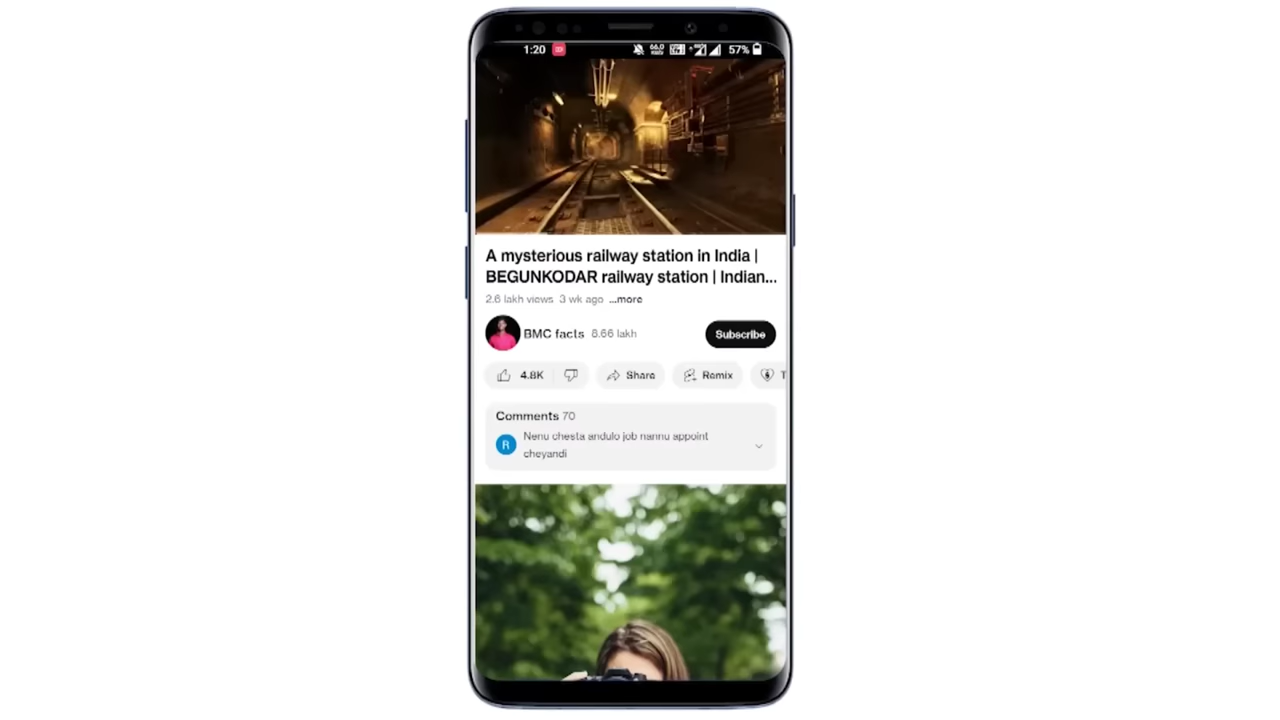 1:20
57%
A mysterious railway station in India |
BEGUNKODAR railway station | Indian...
2.6 lakh views 3 wk ago ...more
BMC facts 8.66 lakh
Subscribe
4.8K Share Remix T
Comments 70
R
Nenu chesta andulo job nannu appoint
cheyandi